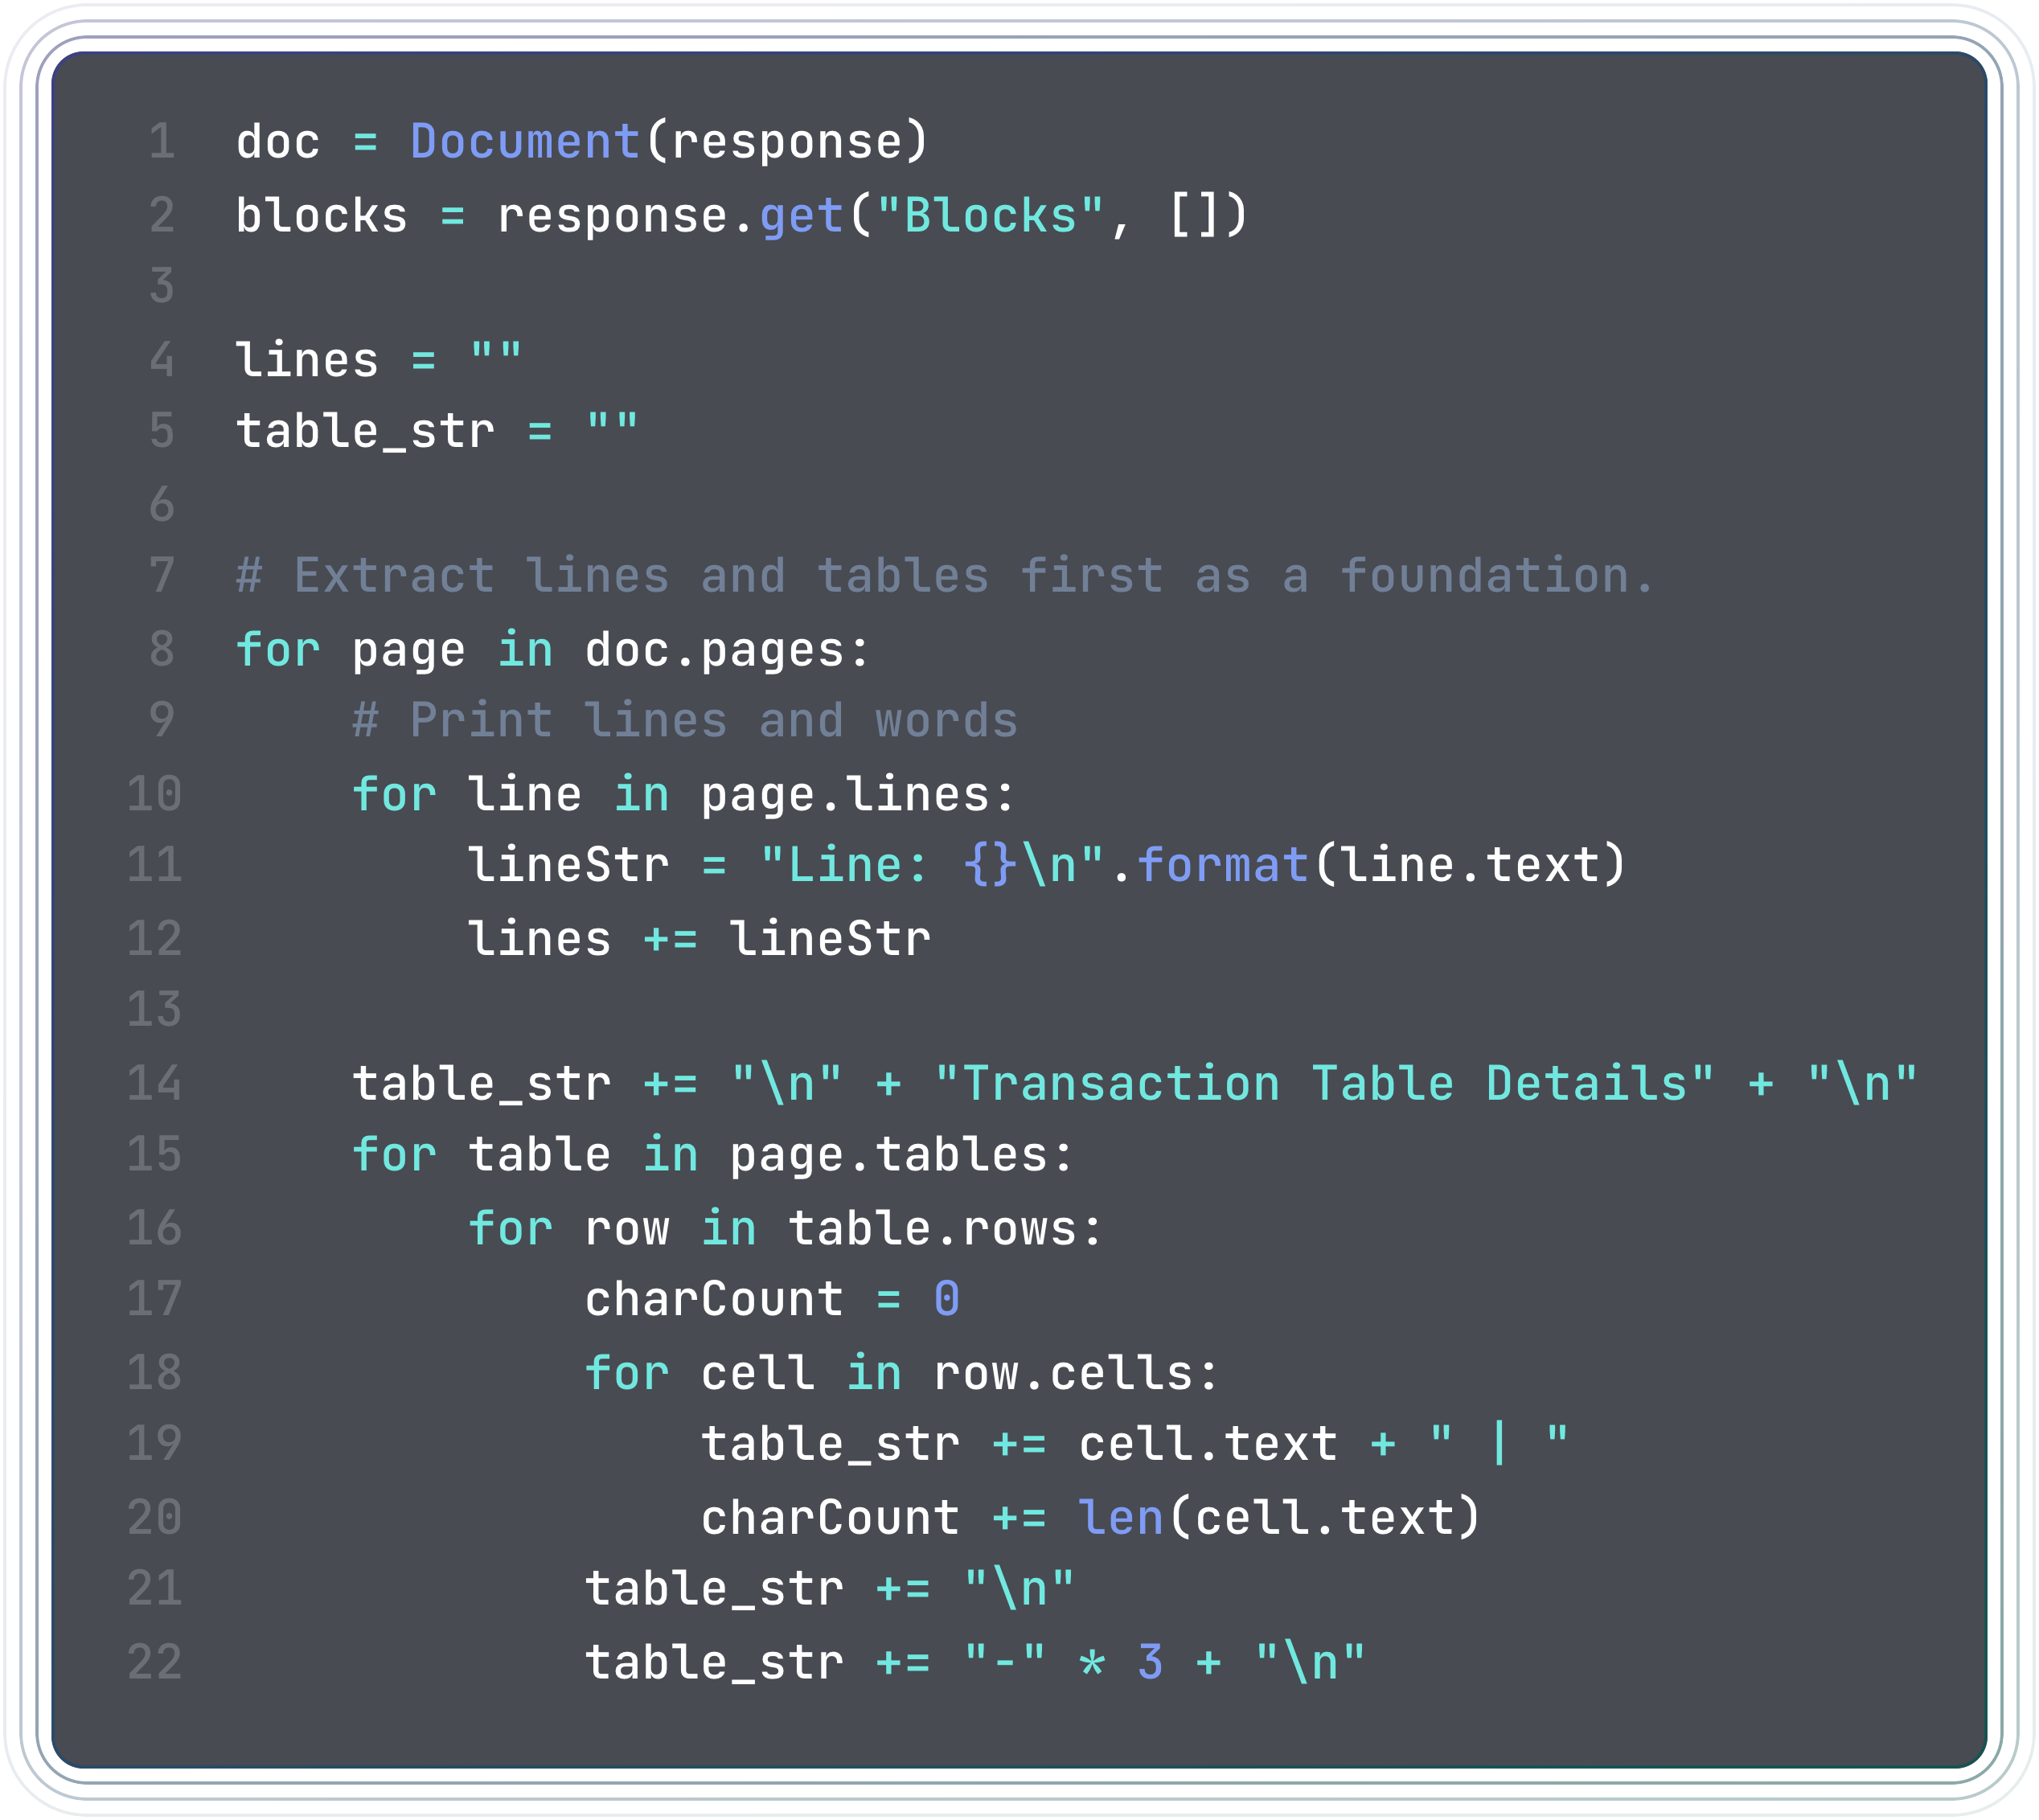 1 doc = Document(response)
2 blocks = response.get("Blocks", [])
3
4 lines = ""
5 table_str = ""
6
7 # Extract lines and tables first as a foundation.
8 for page in doc.pages:
9     # Print lines and words
10     for line in page.lines:
11         lineStr = "Line: {}\n".format(line.text)
12         lines += lineStr
13
14     table_str += "\n" + "Transaction Table Details" + "\n"
15     for table in page.tables:
16         for row in table.rows:
17             charCount = 0
18             for cell in row.cells:
19                 table_str += cell.text + " | "
20                 charCount += len(cell.text)
21             table_str += "\n"
22             table_str += "-" * 3 + "\n"